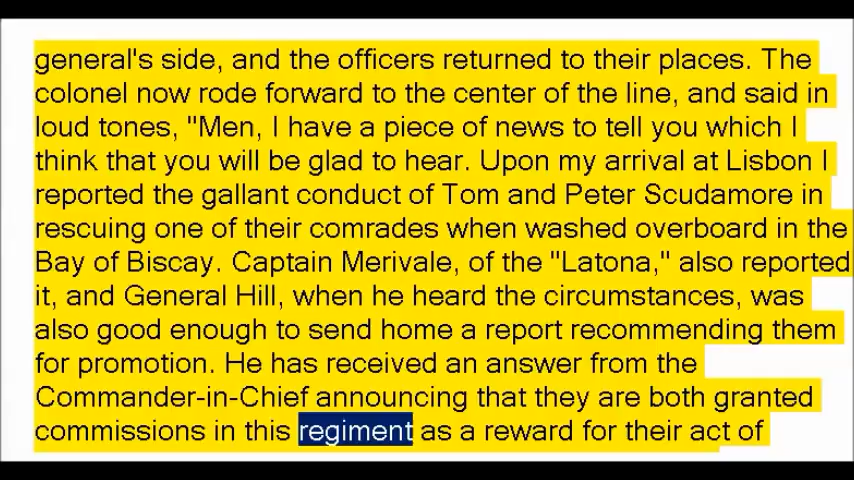 general's side, and the officers returned to their places. The
colonel now rode forward to the center of the line, and said in
loud tones, "Men, I have a piece of news to tell you which I
think that you will be glad to hear. Upon my arrival at Lisbon I
reported the gallant conduct of Tom and Peter Scudamore in
rescuing one of their comrades when washed overboard in the
Bay of Biscay. Captain Merivale, of the "Latona," also reported
it, and General Hill, when he heard the circumstances, was
also good enough to send home a report recommending them
for promotion. He has received an answer from the
Commander-in-Chief announcing that they are both granted
commissions in this regiment as a reward for their act of